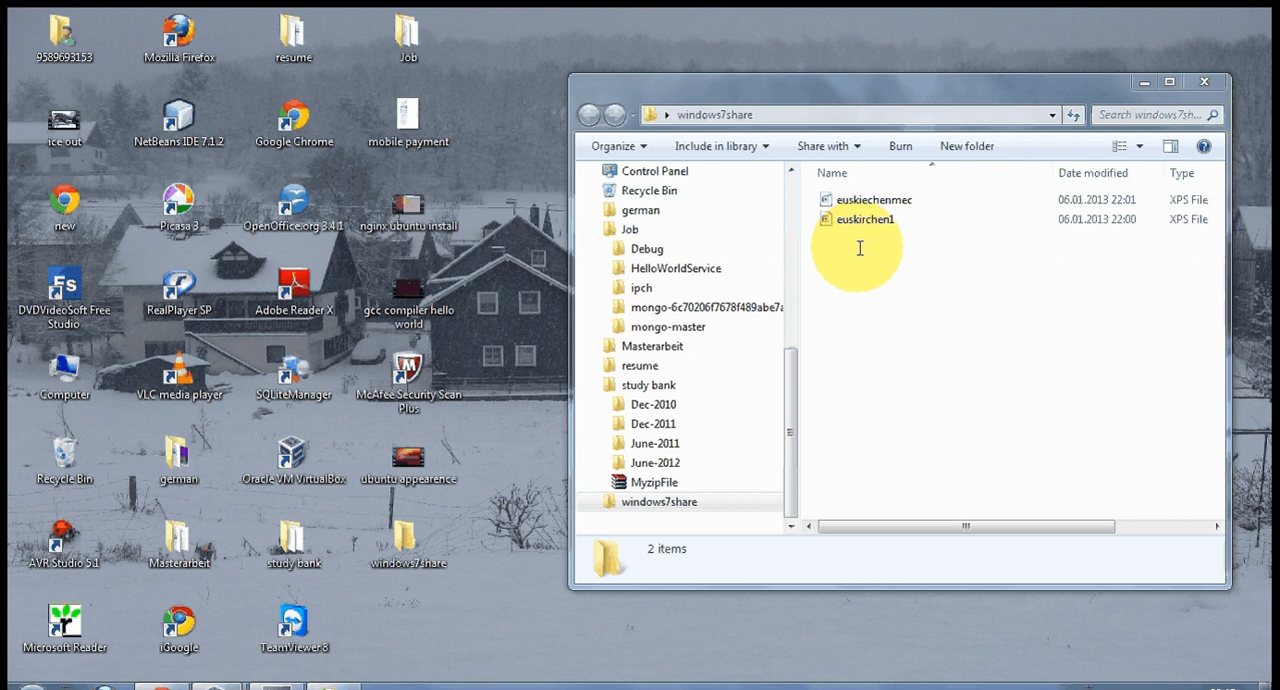 9589693153
Mozilla Firefox
resume
Job
ice out
NetBeans IDE 7.1.2
Google Chrome
mobile payment
new
Picasa 3
OpenOffice.org 3.4.1
nginx ubuntu install
DVDVideoSoft Free
Studio
RealPlayer SP
Adobe Reader X
gcc compiler hello
world
Computer
VLC media player
SQLiteManager
McAfee Security Scan
Plus
Recycle Bin
german
Oracle VM VirtualBox
ubuntu appearence
AVR Studio 5.1
Masterarbeit
study bank
windows7share
Microsoft Reader
iGoogle
TeamViewer 8
windows7share
Search windows7sh...
Organize
Include in library
Share with
Burn
New folder
Control Panel
Recycle Bin
german
Job
Debug
HelloWorldService
ipch
mongo-6c70206f7678f489abe7a
mongo-master
Masterarbeit
resume
study bank
Dec-2010
Dec-2011
June-2011
June-2012
MyzipFile
windows7share
Name
Date modified
Type
euskiechenmec
06.01.2013 22:01
XPS File
euskirchen1
06.01.2013 22:00
XPS File
2 items